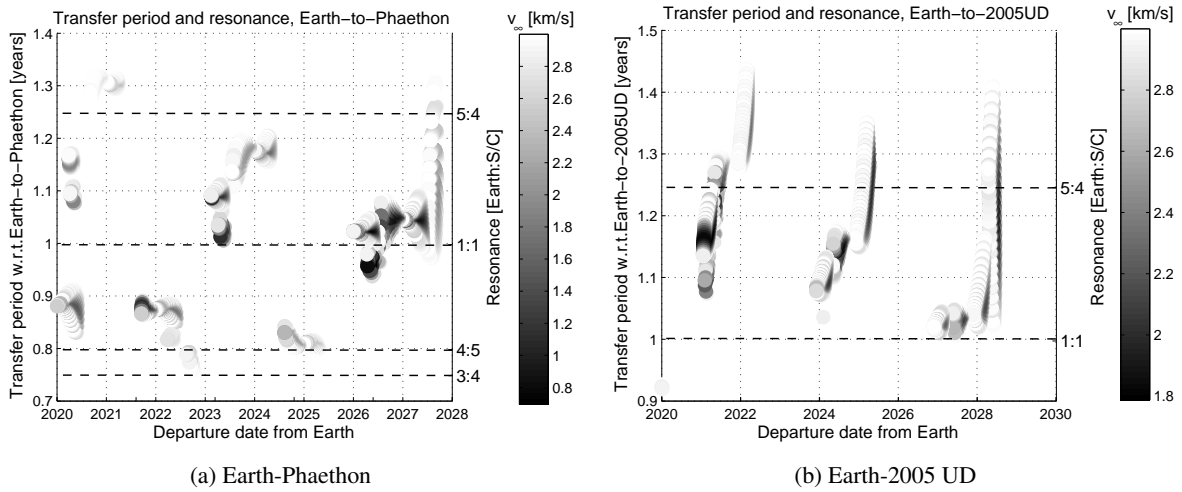 Transfer period and resonance, Earth−to−Phaethon
v∞ [km/s]
Transfer period w.r.t.Earth−to−Phaethon [years]
1.4
1.3
1.2
1.1
1
0.9
0.8
0.7
5:4
1:1
4:5
3:4
Resonance [Earth:S/C]
2.8
2.6
2.4
2.2
2
1.8
1.6
1.4
1.2
1
0.8
2020 2021 2022 2023 2024 2025 2026 2027 2028
Departure date from Earth
(a) Earth-Phaethon
Transfer period and resonance, Earth−to−2005UD
v∞ [km/s]
Transfer period w.r.t.Earth−to−2005UD [years]
1.5
1.4
1.3
1.2
1.1
1
0.9
5:4
1:1
Resonance [Earth:S/C]
2.8
2.6
2.4
2.2
2
1.8
2020 2022 2024 2026 2028 2030
Departure date from Earth
(b) Earth-2005 UD